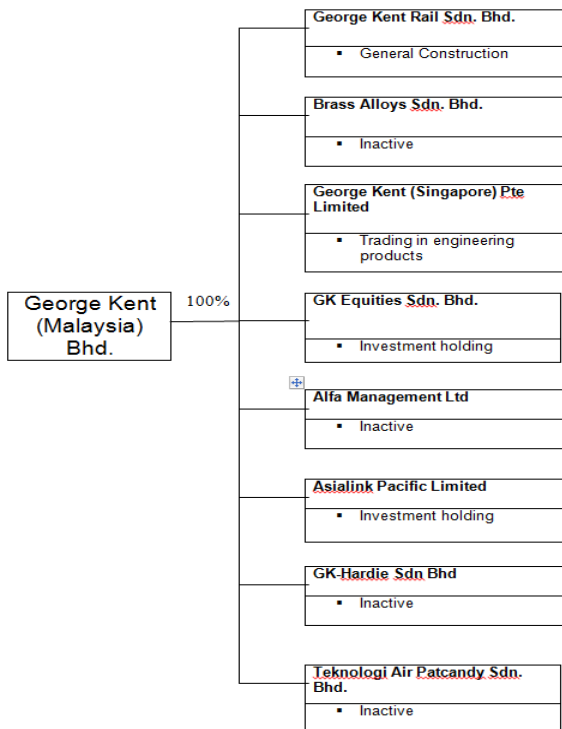 George Kent Rail Sdn. Bhd.
▪ General Construction
Brass Alloys Sdn. Bhd.
▪ Inactive
George Kent (Singapore) Pte
Limited
▪ Trading in engineering
products
George Kent
(Malaysia)
Bhd.
100%
GK Equities Sdn. Bhd.
▪ Investment holding
Alfa Management Ltd
▪ Inactive
Asialink Pacific Limited
▪ Investment holding
GK-Hardie Sdn Bhd
▪ Inactive
Teknologi Air Patcandy Sdn.
Bhd.
▪ Inactive